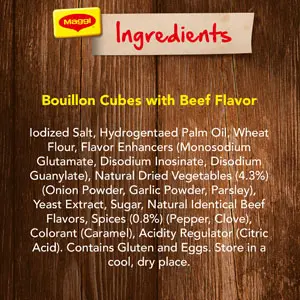 Maggi
Ingredients
Bouillon Cubes with Beef Flavor
Iodized Salt, Hydrogentaed Palm Oil, Wheat
Flour, Flavor Enhancers (Monosodium
Glutamate, Disodium Inosinate, Disodium
Guanylate), Natural Dried Vegetables (4.3%)
(Onion Powder, Garlic Powder, Parsley),
Yeast Extract, Sugar, Natural Identical Beef
Flavors, Spices (0.8%) (Pepper, Clove),
Colorant (Caramel), Acidity Regulator (Citric
Acid). Contains Gluten and Eggs. Store in a
cool, dry place.